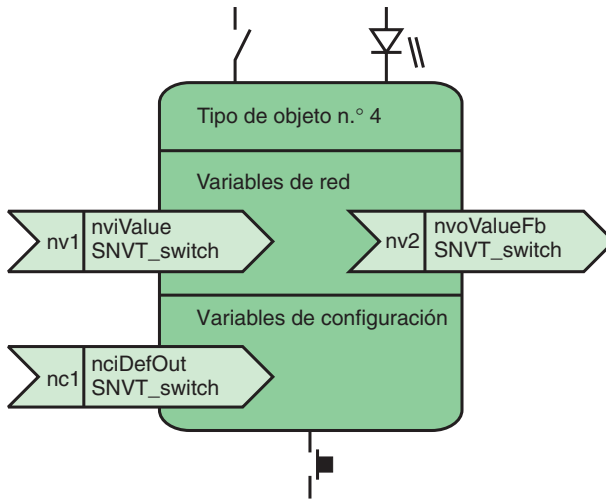 Tipo de objeto n.° 4
Variables de red
nv1
nviValue
SNVT_switch
nv2
nvoValueFb
SNVT_switch
Variables de configuración
nc1
nciDefOut
SNVT_switch